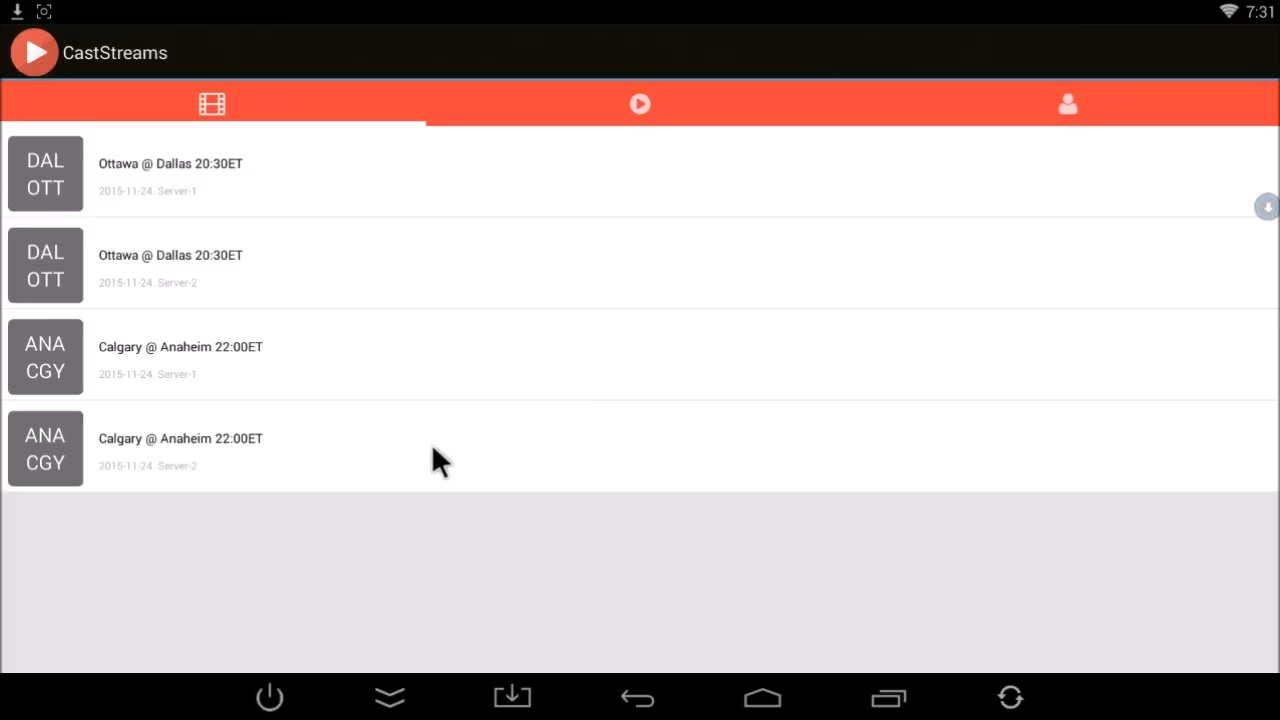 7:31
CastStreams
DAL
OTT
Ottawa @ Dallas 20:30ET
2015-11-24. Server-1
DAL
OTT
Ottawa @ Dallas 20:30ET
2015-11-24. Server-2
ANA
CGY
Calgary @ Anaheim 22:00ET
2015-11-24. Server-1
ANA
CGY
Calgary @ Anaheim 22:00ET
2015-11-24. Server-2